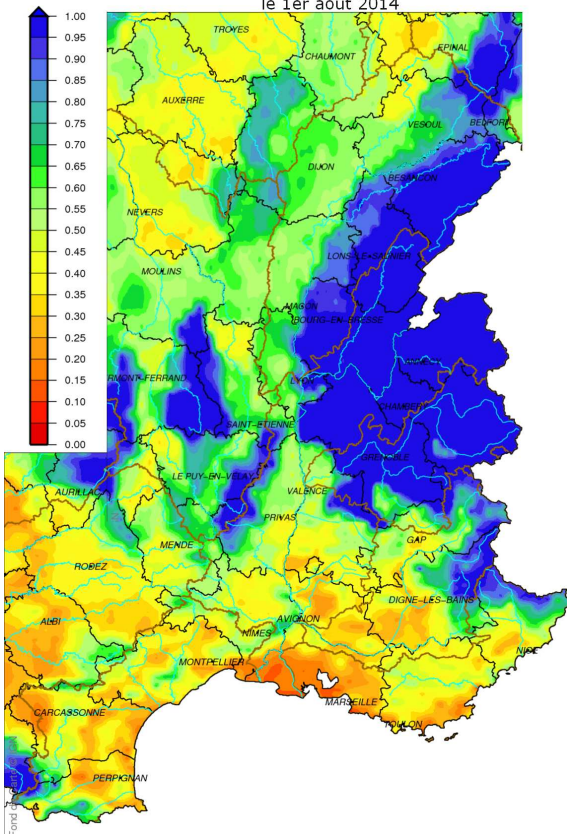 le 1er août 2014
1.00
0.95
0.90
0.85
0.80
0.75
0.70
0.65
0.60
0.55
0.50
0.45
0.40
0.35
0.30
0.25
0.20
0.15
0.10
0.05
0.00
TROYES
CHAUMONT
EPINAL
AUXERRE
VESOUL
BELFORT
DIJON
BESANCON
NEVERS
LONS-LE-SAUNIER
MOULINS
MACON
BOURG-EN-BRESSE
RMONT-FERRAND
LYON
ANNECY
CHAMBERY
SAINT-ETIENNE
GRENOBLE
LE PUY-EN-VELAY
AURILLAC
VALENCE
PRIVAS
GAP
MENDE
RODEZ
DIGNE-LES-BAINS
ALBI
AVIGNON
NIMES
NICE
MONTPELLIER
MARSEILLE
CARCASSONNE
TOULON
PERPIGNAN